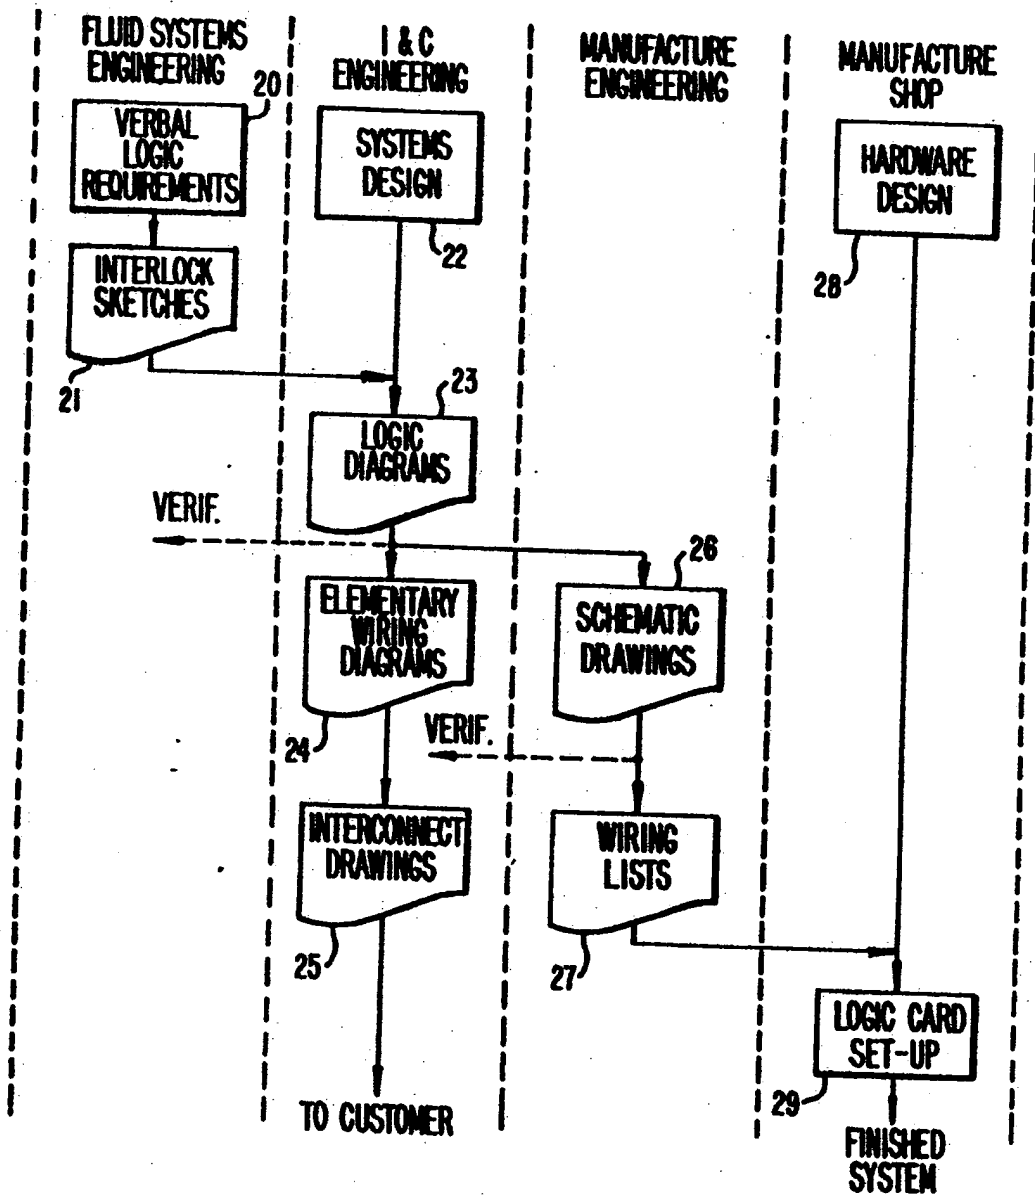 FLUID SYSTEMS
ENGINEERING
20
VERBAL
LOGIC
REQUIREMENTS
INTERLOCK
SKETCHES
21
I & C
ENGINEERING
SYSTEMS
DESIGN
22
23
LOGIC
DIAGRAMS
VERIF.
ELEMENTARY
WIRING
DIAGRAMS
24
INTERCONNECT
DRAWINGS
25
TO CUSTOMER
MANUFACTURE
ENGINEERING
26
SCHEMATIC
DRAWINGS
VERIF.
WIRING
LISTS
27
MANUFACTURE
SHOP
HARDWARE
DESIGN
28
LOGIC CARD
SET-UP
29
FINISHED
SYSTEM